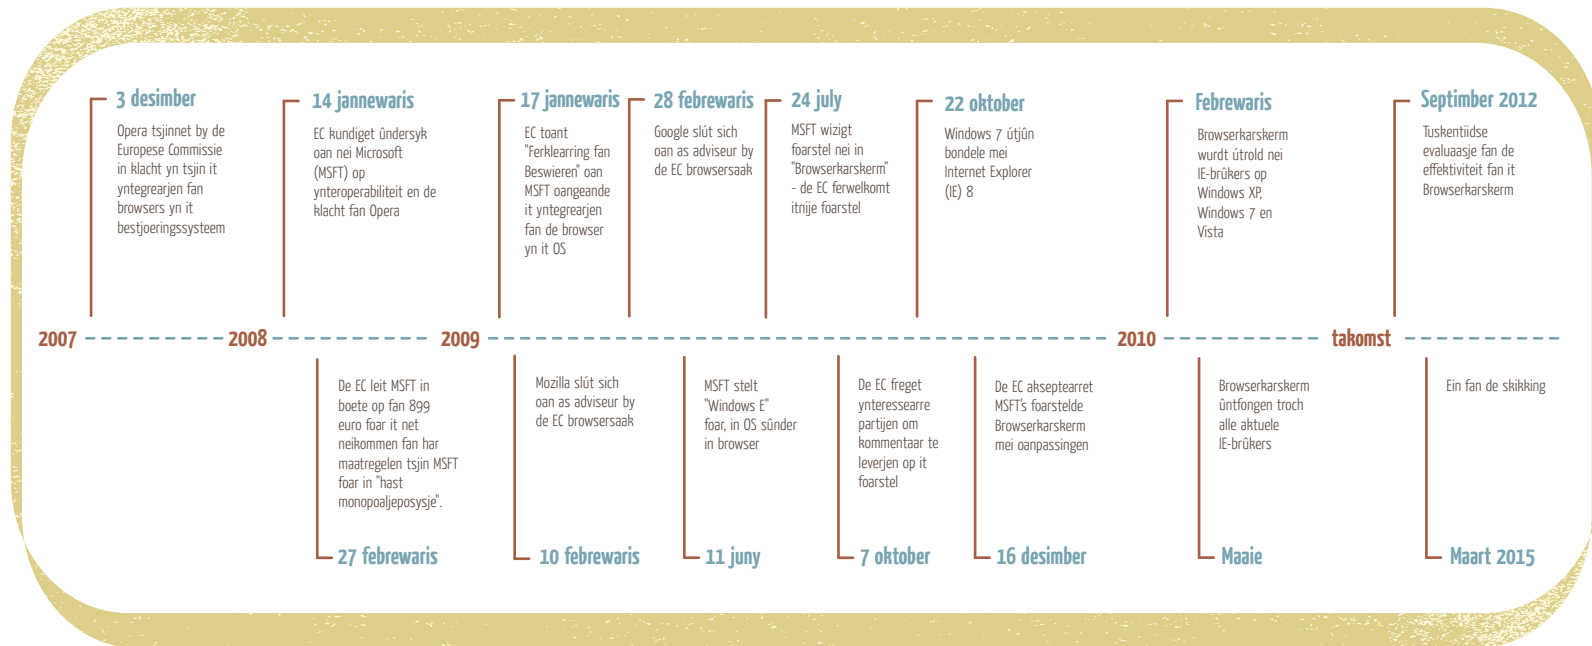 3 desimber
Opera tsjinnet by de
Europese Commissie
in klacht yn tsjin it
yntegrearjen fan
browsers yn it
bestjoeringssysteem
14 jannewaris
EC kundiget ûndersyk
oan nei Microsoft
(MSFT) op
ynteroperabiliteit en de
klacht fan Opera
17 jannewaris
EC toant
"Ferklearring fan
Beswieren" oan
MSFT oangeande
it yntegrearjen
fan de browser
yn it OS
28 febrewaris
Google slút sich
oan as adviseur by
de EC browsersaak
24 july
MSFT wizigt
foarstel nei in
"Browserkarskerm"
- de EC ferwelkomt
itnije foarstel
22 oktober
Windows 7 útjûn
bondele mei
Internet Explorer
(IE) 8
Febrewaris
Browserkarskerm
wurdt útrold nei
IE-brûkers op
Windows XP,
Windows 7 en
Vista
Septimber 2012
Tuskentiidse
evaluaasje fan de
effektiviteit fan it
Browserkarskerm
2007
2008
2009
2010
takomst
De EC leit MSFT in
boete op fan 899
euro foar it net
neikommen fan har
maatregelen tsjin MSFT
foar in "hast
monopoaljeposysje".
27 febrewaris
Mozilla slút sich
oan as adviseur by
de EC browsersaak
10 febrewaris
MSFT stelt
"Windows E"
foar, in OS sûnder
in browser
11 juny
De EC freget
ynteressearre
partijen om
kommentaar te
leverjen op it
foarstel
7 oktober
De EC akseptearret
MSFT's foarstelde
Browserkarskerm
mei oanpassingen
16 desimber
Browserkarskerm
ûntfongen troch
alle aktuele
IE-brûkers
Maaie
Ein fan de skikking
Maart 2015